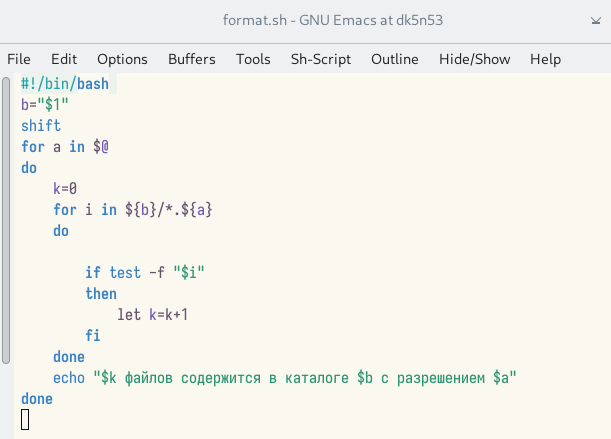 format.sh - GNU Emacs at dk5n53
File Edit Options Buffers Tools Sh-Script Outline Hide/Show Help
#!/bin/bash
b="$1"
shift
for a in $@
do
    k=0
    for i in ${b}/*.${a}
    do

        if test -f "$i"
        then
            let k=k+1
        fi
    done
    echo "$k файлов содержится в каталоге $b с разрешением $a"
done